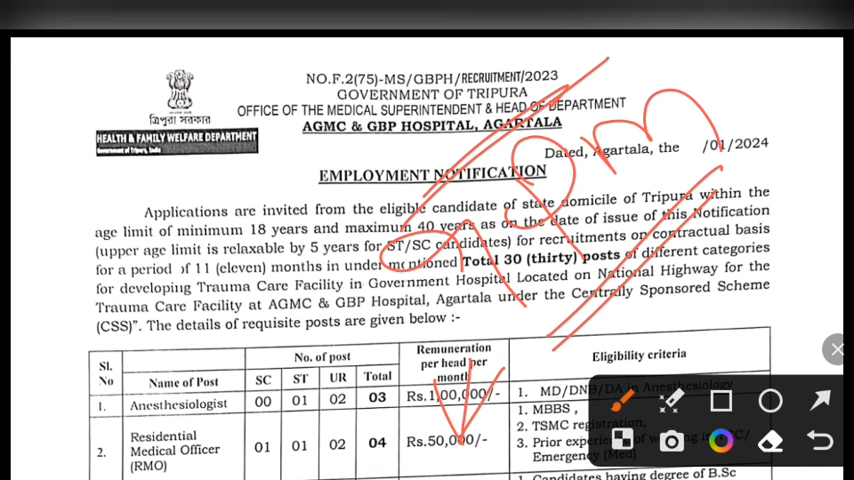 NO.F.2(75)-MS/GBPH/RECRUITMENT/2023
GOVERNMENT OF TRIPURA
OFFICE OF THE MEDICAL SUPERINTENDENT & HEAD OF DEPARTMENT
AGMC & GBP HOSPITAL, AGARTALA
ত্রিপুরা সরকার
HEALTH & FAMILY WELFARE DEPARTMENT
Government of Tripura, India
Dated, Agartala, the /01/2024
EMPLOYMENT NOTIFICATION
Applications are invited from the eligible candidate of state domicile of Tripura within the
age limit of minimum 18 years and maximum 40 years as on the date of issue of this Notification
(upper age limit is relaxable by 5 years for ST/SC candidates) for recruitments on contractual basis
for a period of 11 (eleven) months in under mentioned Total 30 (thirty) posts of different categories
for developing Trauma Care Facility in Government Hospital Located on National Highway for the
Trauma Care Facility at AGMC & GBP Hospital, Agartala under the Centrally Sponsored Scheme
(CSS)". The details of requisite posts are given below :-
Sl. No Name of Post No. of post SC ST UR Total Remuneration per head per month Eligibility criteria
1. Anesthesiologist 00 01 02 03 Rs.1,00,000/- 1. MD/DNB/DA in Anesthesiology
2. Residential Medical Officer (RMO) 01 01 02 04 Rs.50,000/- 1. MBBS ,
2. TSMC registration,
3. Prior experience of working in
Emergency (Med)
1. Candidates having degree of B.Sc